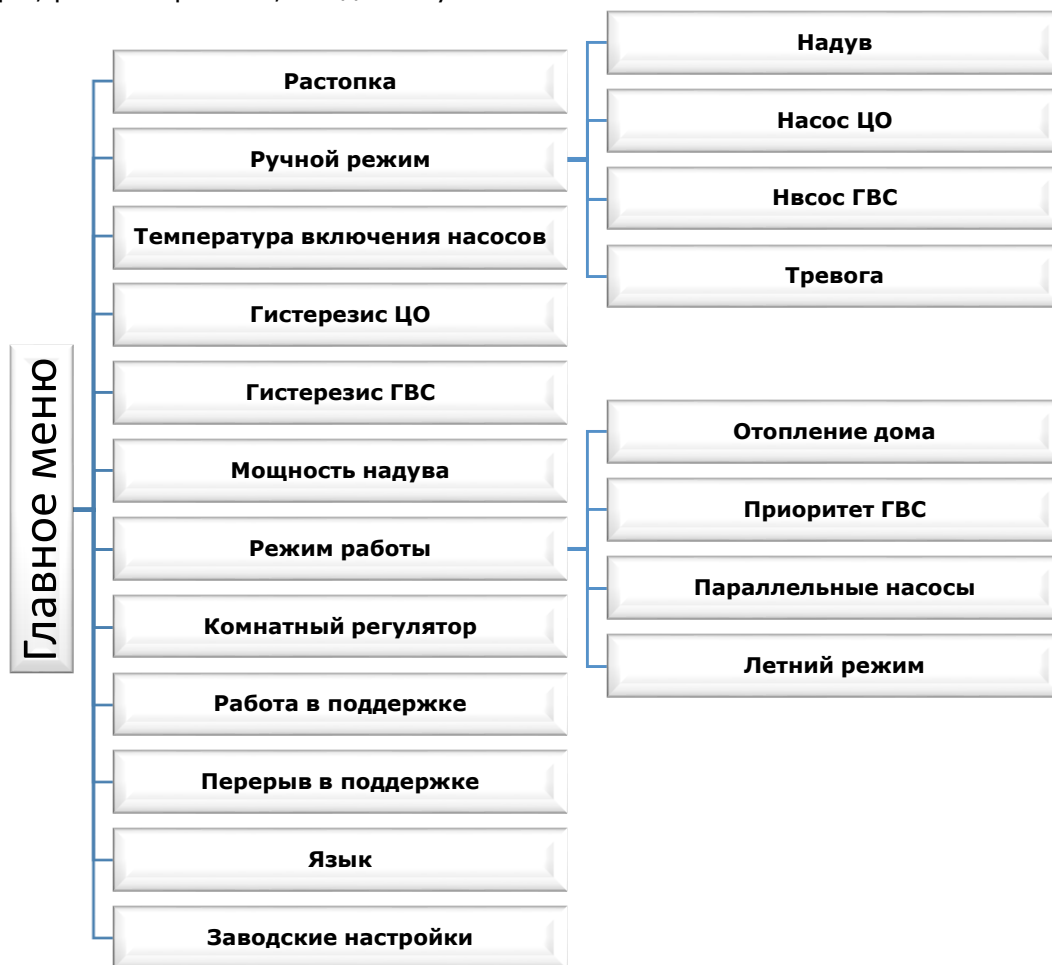 Главное меню
Растопка
Ручной режим
Надув
Насос ЦО
Нвсос ГВС
Тревога
Температура включения насосов
Гистерезис ЦО
Гистерезис ГВС
Мощность надува
Режим работы
Отопление дома
Приоритет ГВС
Параллельные насосы
Летний режим
Комнатный регулятор
Работа в поддержке
Перерыв в поддержке
Язык
Заводские настройки